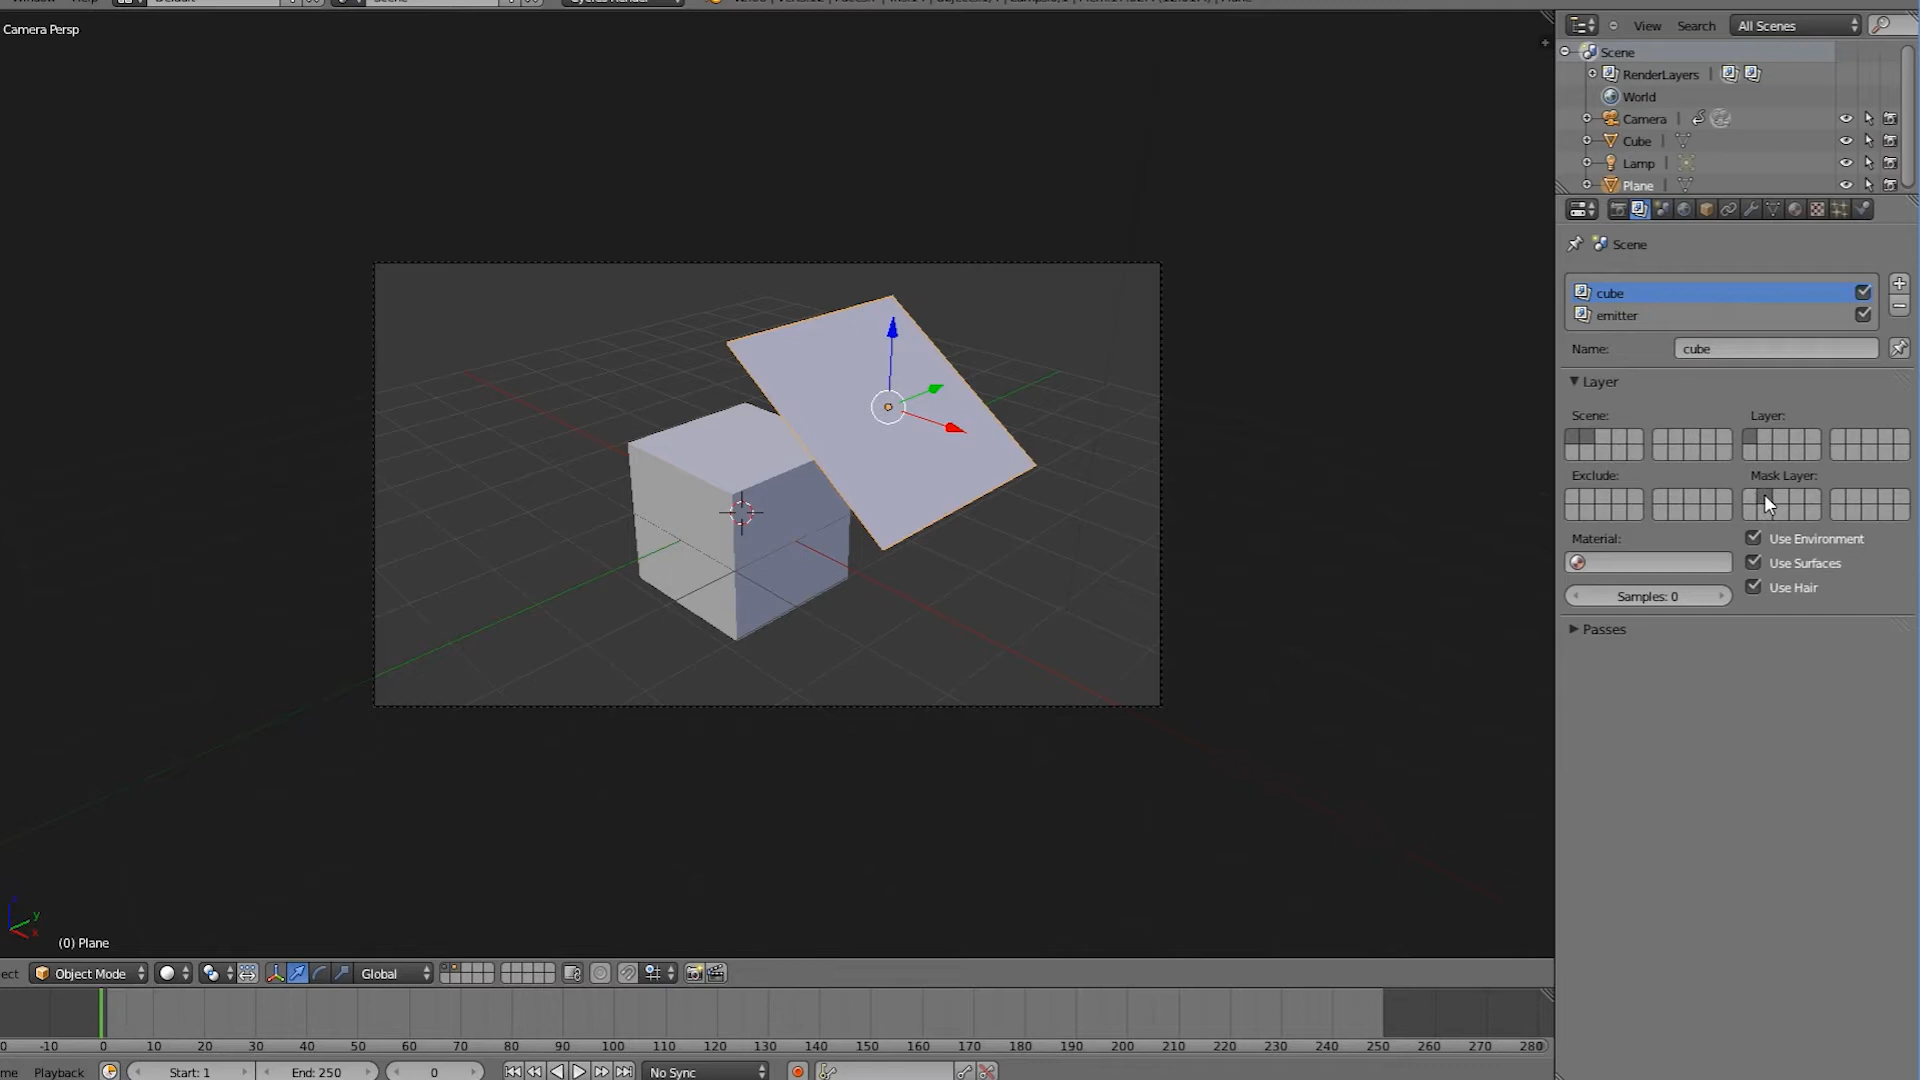 Camera Persp
View Search All Scenes
Scene
RenderLayers
World
Camera
Cube
Lamp
Plane
Scene
cube
emitter
Name: cube
Layer
Scene: Layer:
Exclude: Mask Layer:
Material: Use Environment
Use Surfaces
Samples: 0 Use Hair
Passes
y
x
(0) Plane
ect Object Mode Global
-10 0 10 20 30 40 50 60 70 80 90 100 110 120 130 140 150 160 170 180 190 200 210 220 230 240 250 260 270 280
me Playback Start: 1 End: 250 0 No Sync